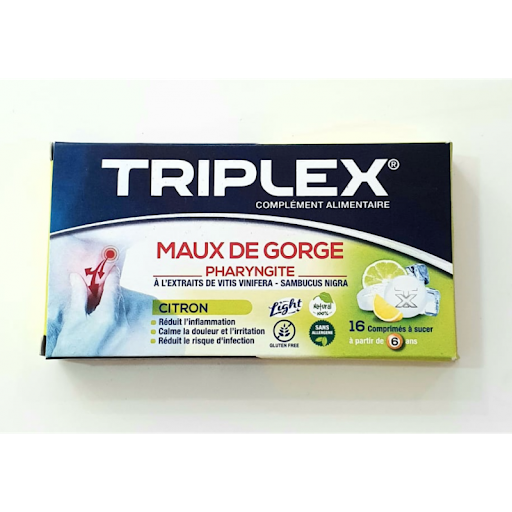 TRIPLEX®
COMPLÉMENT ALIMENTAIRE
MAUX DE GORGE
PHARYNGITE
À L'EXTRAITS DE VITIS VINIFERA - SAMBUCUS NIGRA
CITRON
Réduit l'inflammation
Calme la douleur et l'irritation
Réduit le risque d'infection
Light
Natural
100%
GLUTEN FREE
SANS
ALLERGENE
X
16 Comprimés à sucer
à partir de 6 ans